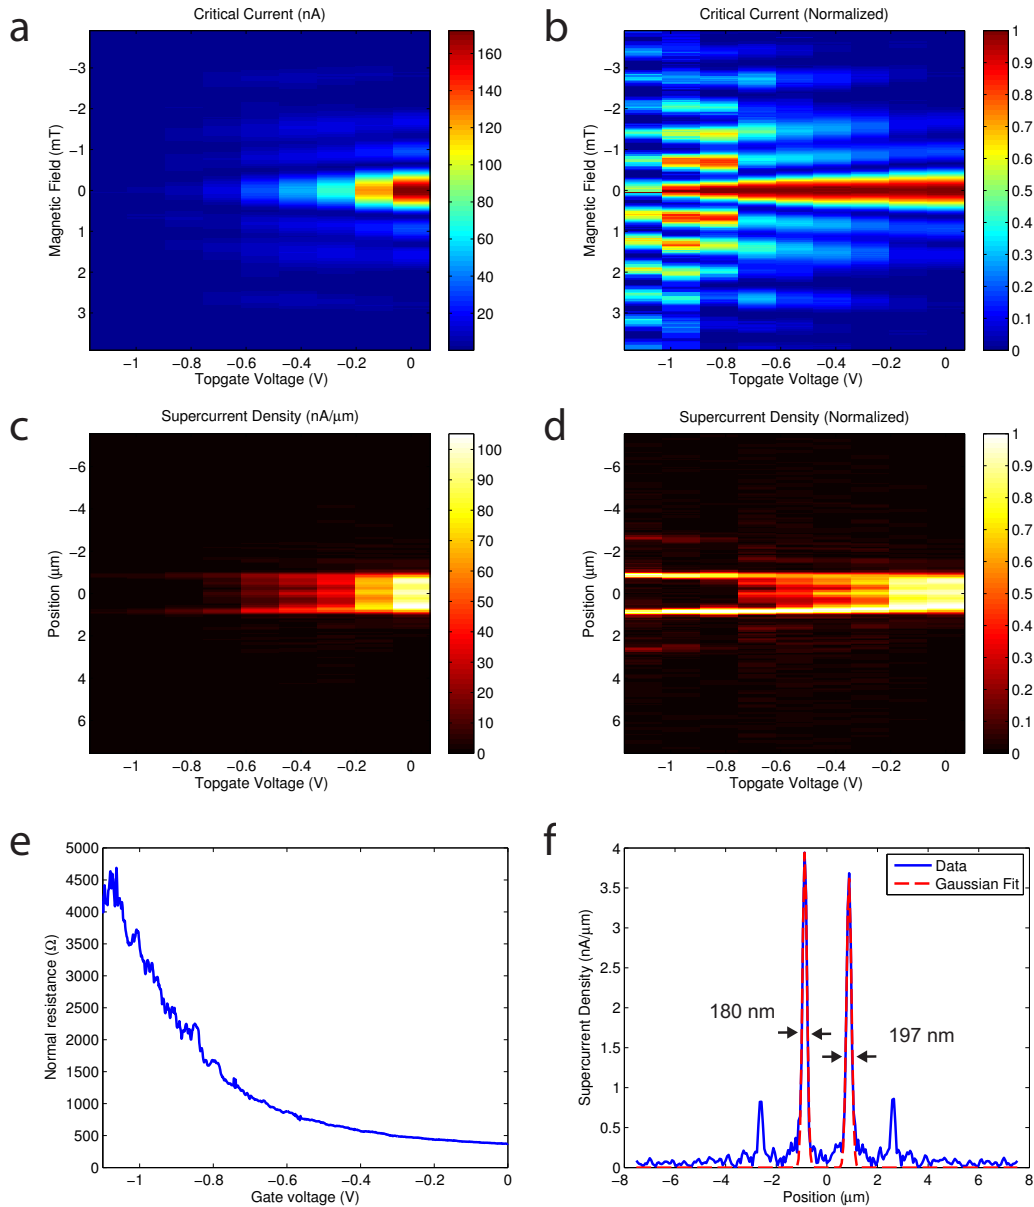 a
Critical Current (nA)
−3
−2
−1
0
1
2
3
Magnetic Field (mT)
−1 −0.8 −0.6 −0.4 −0.2 0
Topgate Voltage (V)
160
140
120
100
80
60
40
20
b
Critical Current (Normalized)
−3
−2
−1
0
1
2
3
Magnetic Field (mT)
−1 −0.8 −0.6 −0.4 −0.2 0
Topgate Voltage (V)
1
0.9
0.8
0.7
0.6
0.5
0.4
0.3
0.2
0.1
0
c
Supercurrent Density (nA/μm)
−6
−4
−2
0
2
4
6
Position (μm)
−1 −0.8 −0.6 −0.4 −0.2 0
Topgate Voltage (V)
100
90
80
70
60
50
40
30
20
10
0
d
Supercurrent Density (Normalized)
−6
−4
−2
0
2
4
6
Position (μm)
−1 −0.8 −0.6 −0.4 −0.2 0
Topgate Voltage (V)
1
0.9
0.8
0.7
0.6
0.5
0.4
0.3
0.2
0.1
0
e
5000
4500
4000
3500
3000
2500
2000
1500
1000
500
0
Normal resistance (Ω)
−1 −0.8 −0.6 −0.4 −0.2 0
Gate voltage (V)
f
4
3.5
3
2.5
2
1.5
1
0.5
0
Supercurrent Density (nA/μm)
Data
Gaussian Fit
180 nm
197 nm
−8 −6 −4 −2 0 2 4 6 8
Position (μm)